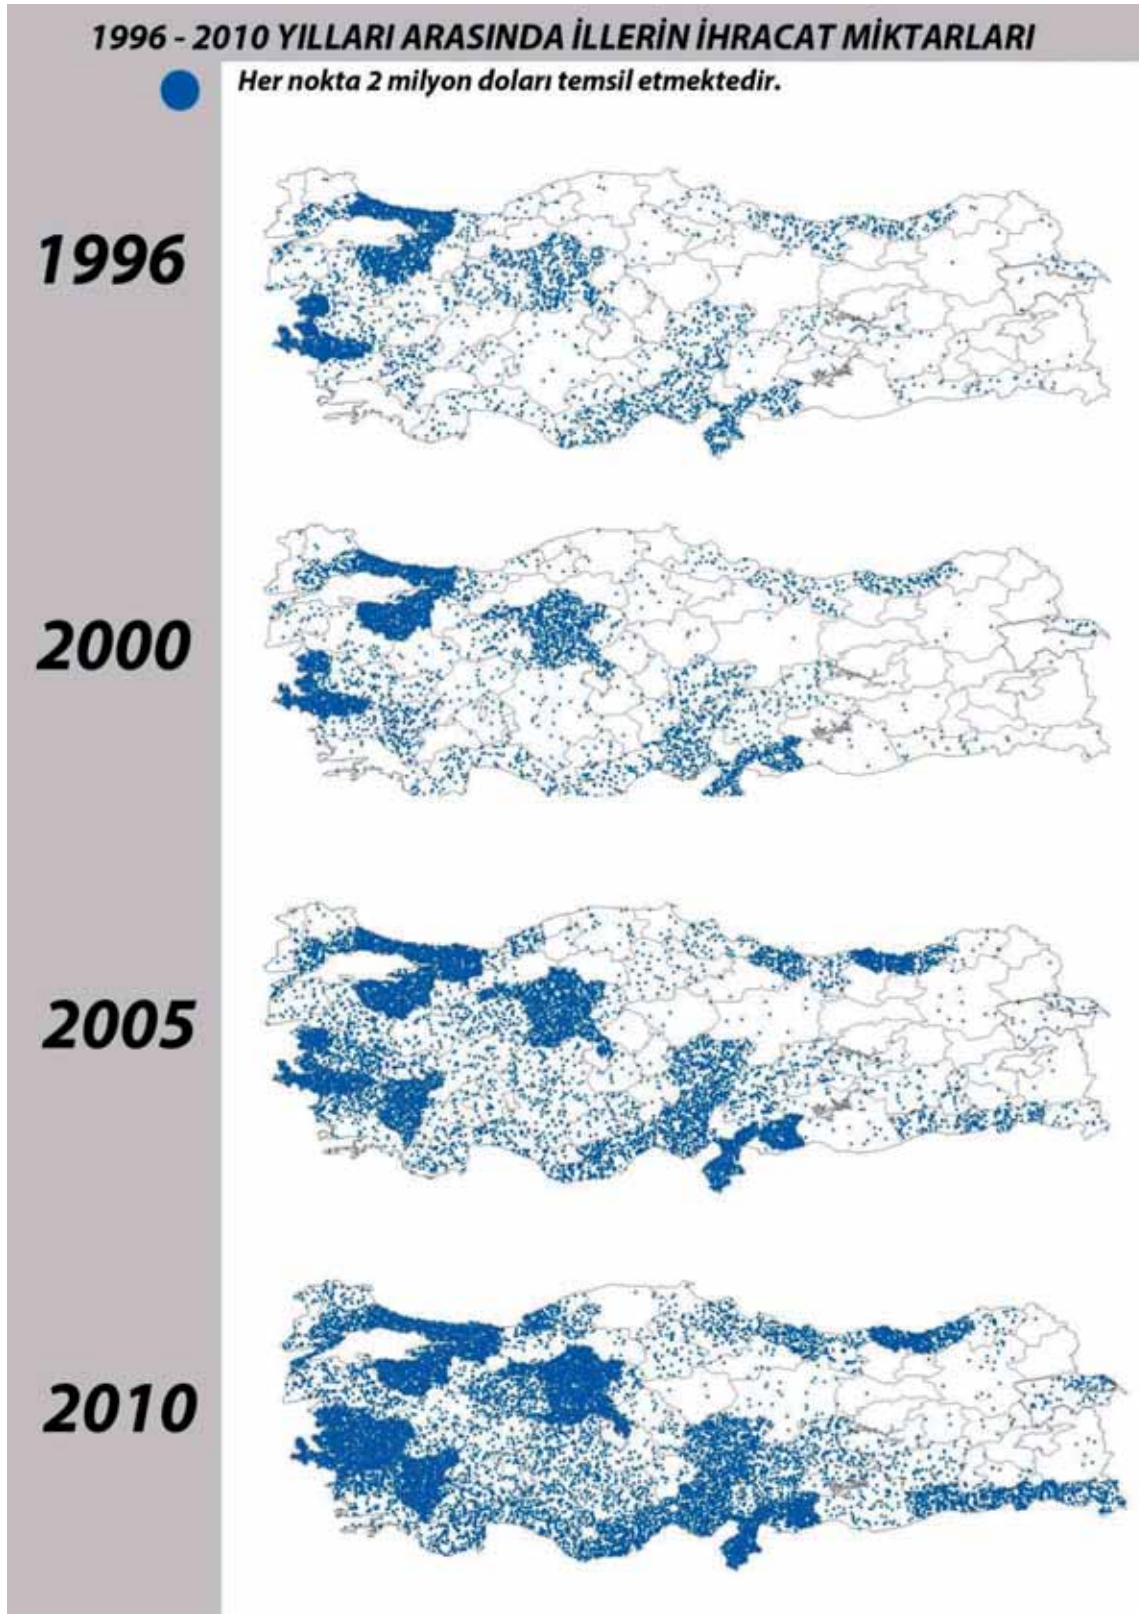 1996 - 2010 YILLARI ARASINDA İLLERİN İHRACAT MİKTARLARI
Her nokta 2 milyon doları temsil etmektedir.
1996
2000
2005
2010